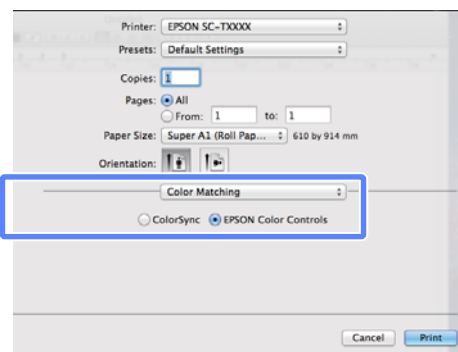 Printer: EPSON SC-TXXXX
Presets: Default Settings
Copies: 1
Pages: All
From: 1 to: 1
Paper Size: Super A1 (Roll Pap... 610 by 914 mm
Orientation:
Color Matching
ColorSync EPSON Color Controls
Cancel Print